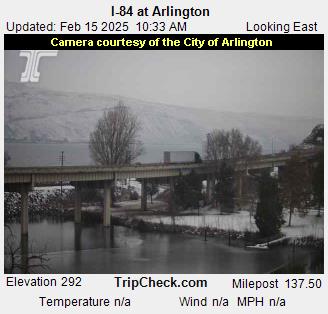 I-84 at Arlington
Updated: Feb 15 2025 10:33 AM Looking East
Camera courtesy of the City of Arlington
Elevation 292 TripCheck.com Milepost 137.50
Temperature n/a Wind n/a MPH n/a